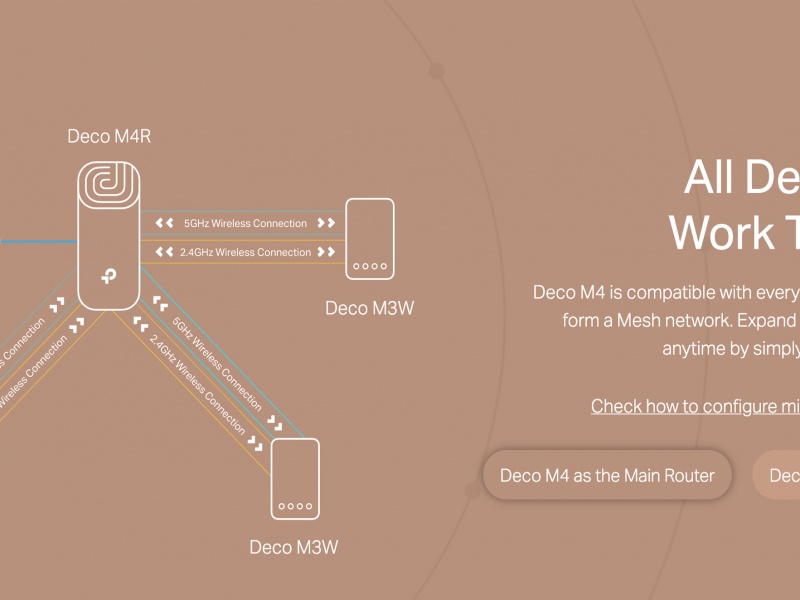 Deco M4R
5GHz Wireless Connection
2.4GHz Wireless Connection
Deco M3W
5GHz Wireless Connection
2.4GHz Wireless Connection
Connection
Wireless Connection
Deco M3W
All De
Work T
Deco M4 is compatible with every
form a Mesh network. Expand
anytime by simply
Check how to configure mi
Deco M4 as the Main Router
Dec